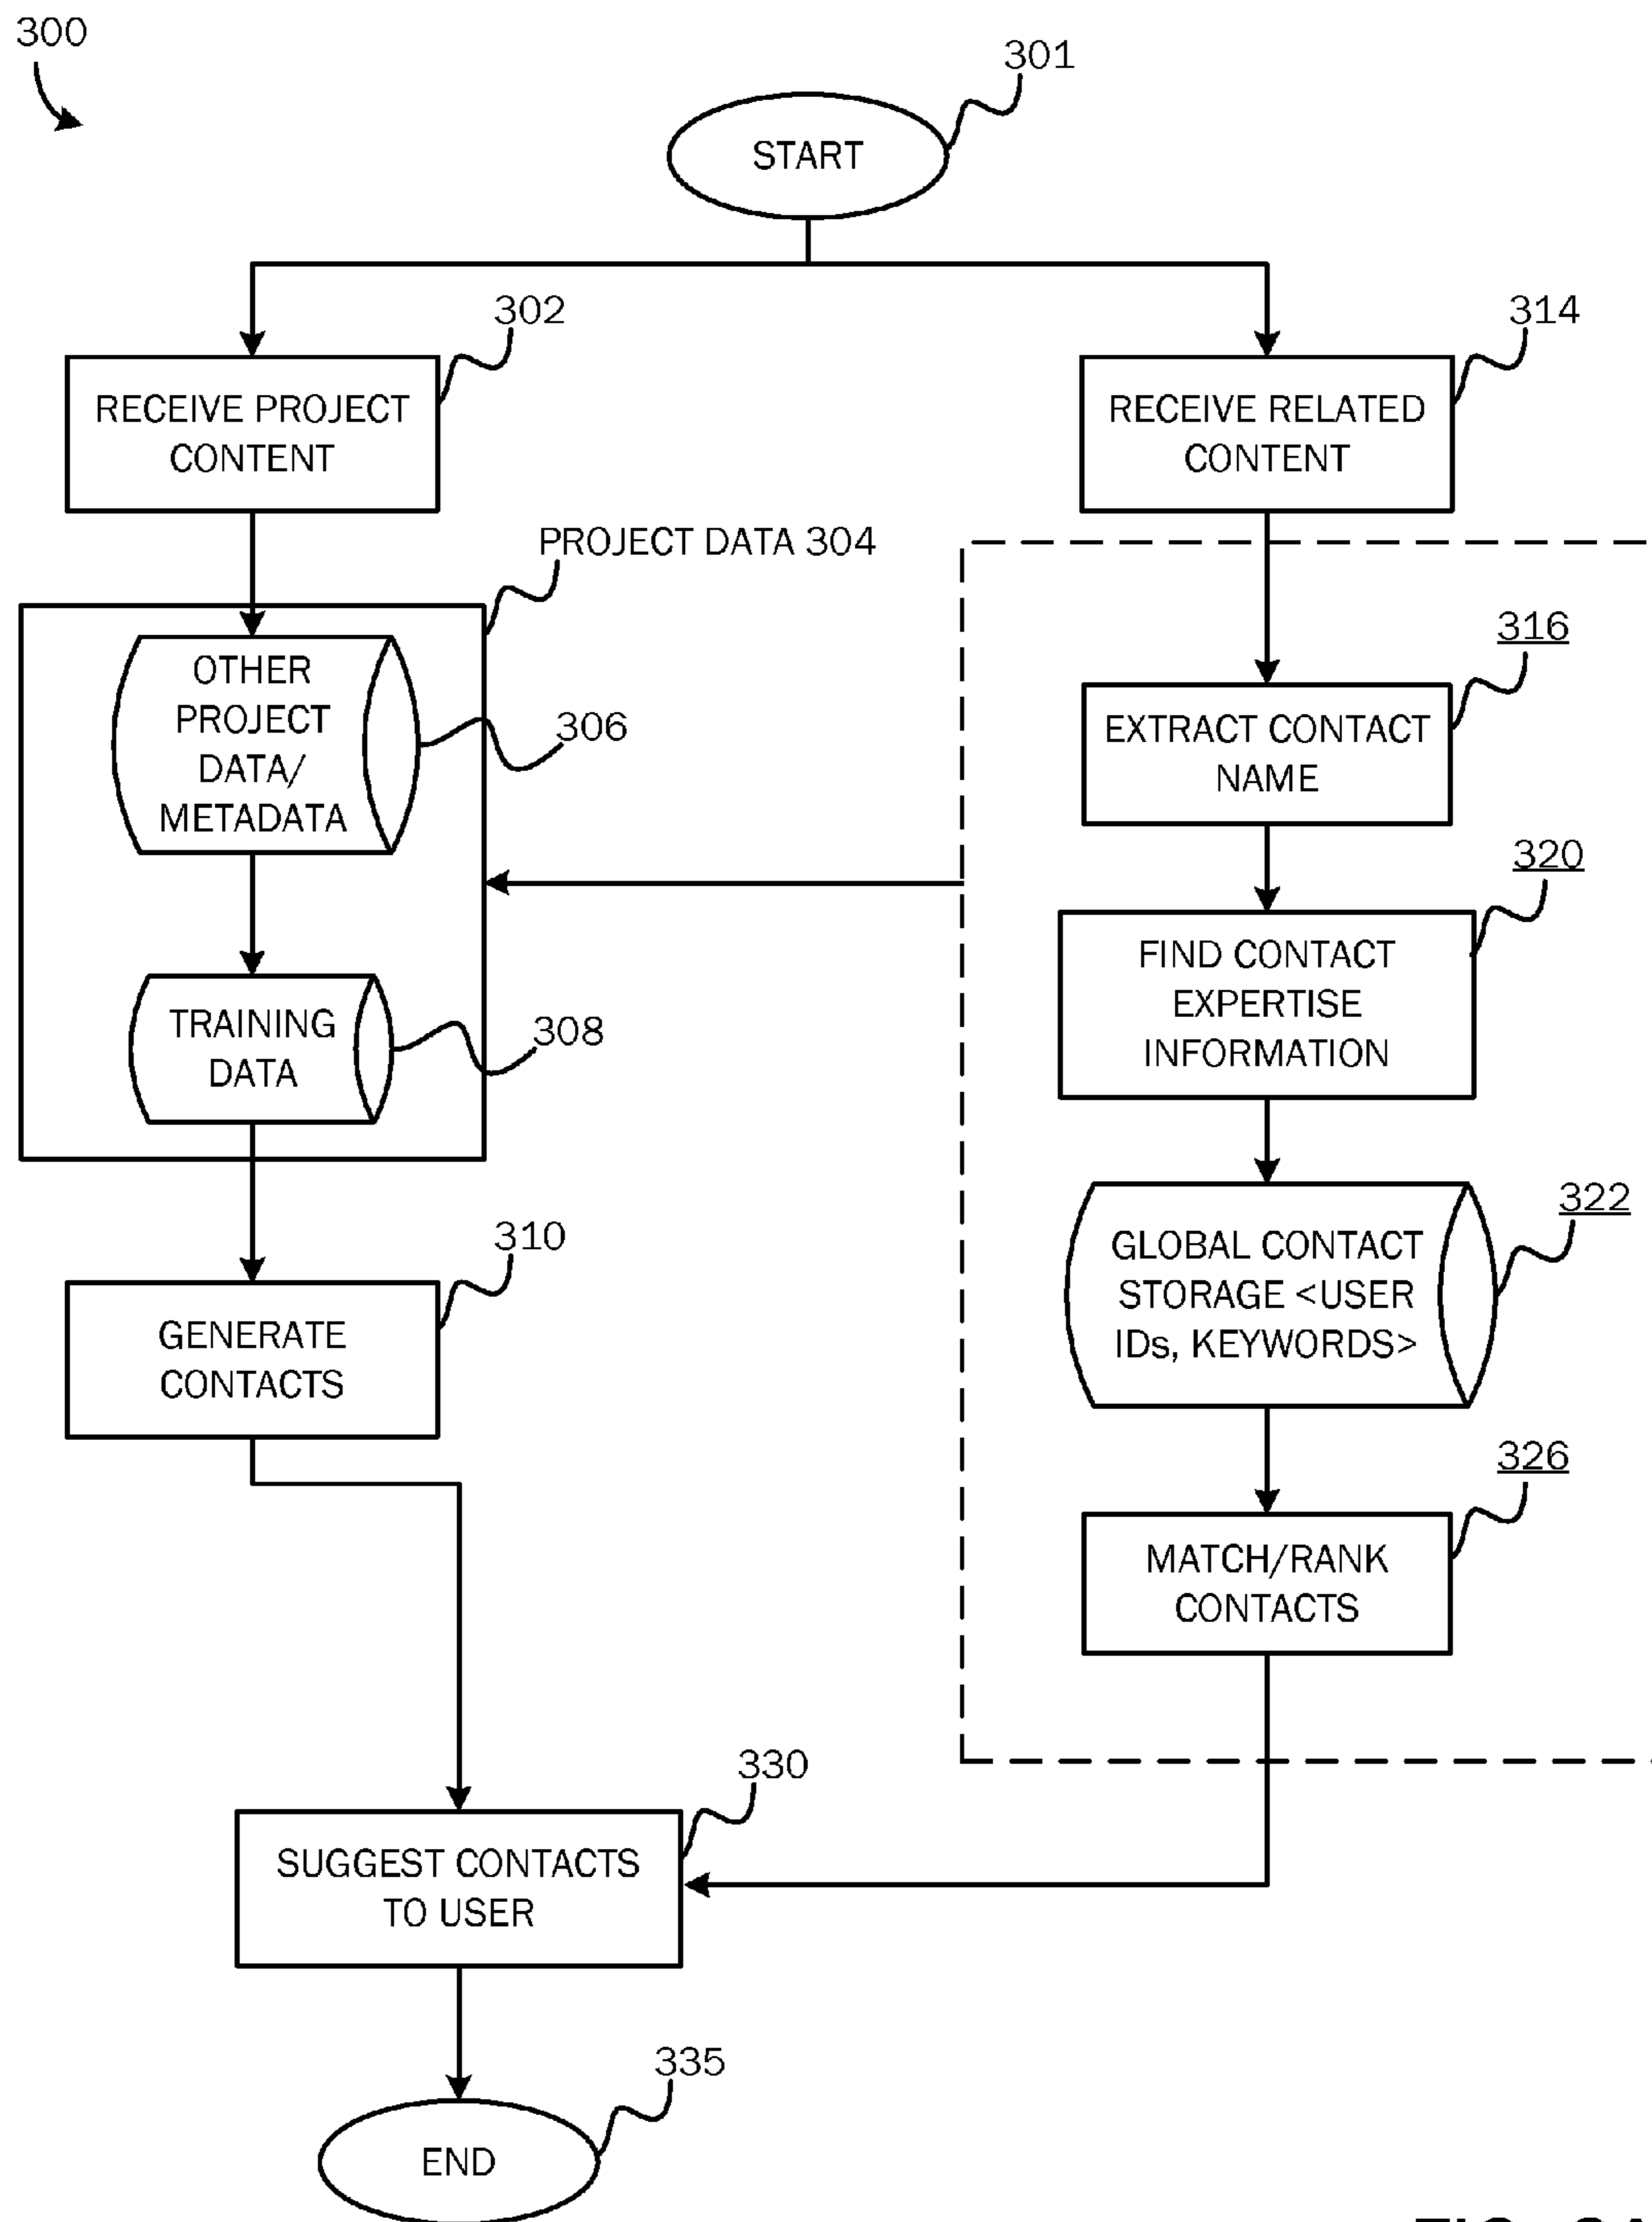 300
301
START
302
314
RECEIVE PROJECT
CONTENT
RECEIVE RELATED
CONTENT
PROJECT DATA 304
316
OTHER
PROJECT
DATA/
METADATA
306
EXTRACT CONTACT
NAME
320
FIND CONTACT
EXPERTISE
INFORMATION
TRAINING
DATA
308
322
GLOBAL CONTACT
STORAGE <USER
IDs, KEYWORDS>
310
GENERATE
CONTACTS
326
MATCH/RANK
CONTACTS
330
SUGGEST CONTACTS
TO USER
335
END